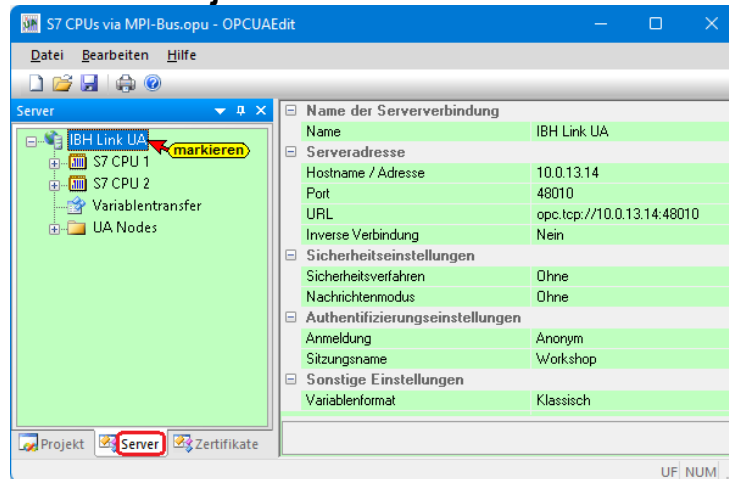 S7 CPUs via MPI-Bus.opu - OPCUAEdit
Datei Bearbeiten Hilfe
Server
IBH Link UA
markieren
S7 CPU 1
S7 CPU 2
Variablentransfer
UA Nodes
Projekt Server Zertifikate
Name der Serververbindung
Name IBH Link UA
Serveradresse
Hostname / Adresse 10.0.13.14
Port 48010
URL opc.tcp://10.0.13.14:48010
Inverse Verbindung Nein
Sicherheitseinstellungen
Sicherheitsverfahren Ohne
Nachrichtenmodus Ohne
Authentifizierungseinstellungen
Anmeldung Anonym
Sitzungsname Workshop
Sonstige Einstellungen
Variablenformat Klassisch
UF NUM